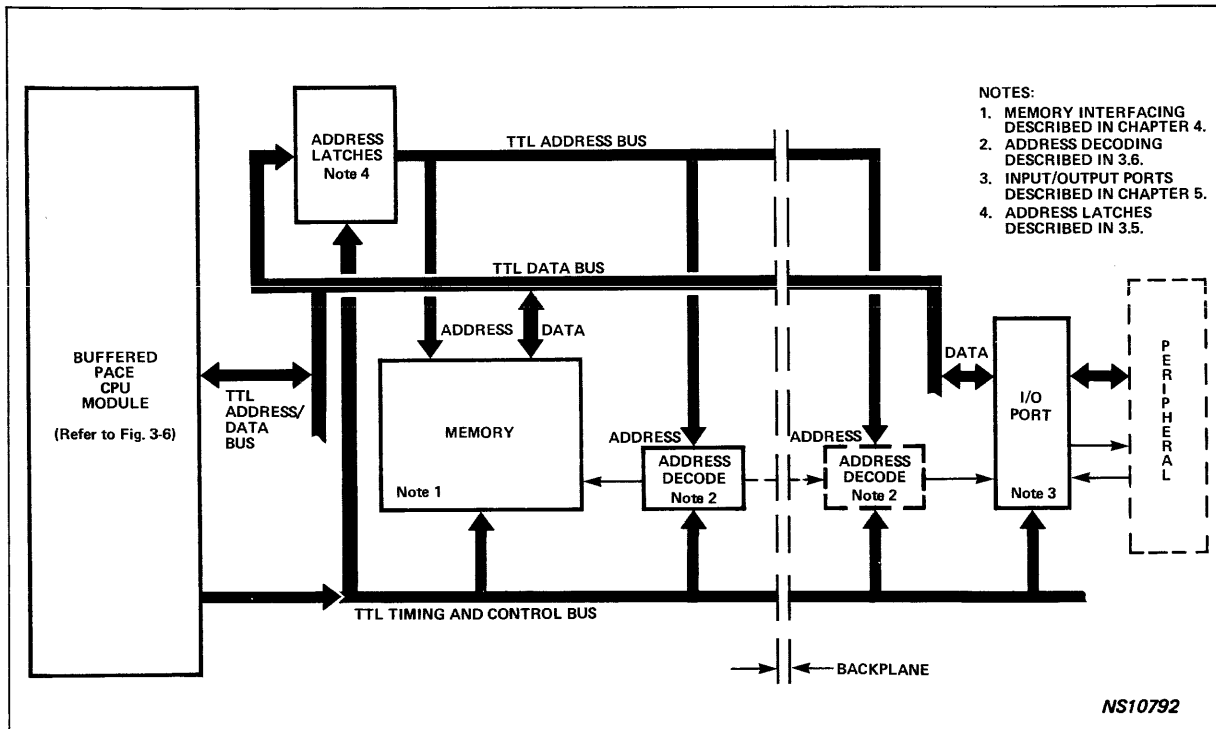 NOTES:
1. MEMORY INTERFACING
DESCRIBED IN CHAPTER 4.
2. ADDRESS DECODING
DESCRIBED IN 3.6.
3. INPUT/OUTPUT PORTS
DESCRIBED IN CHAPTER 5.
4. ADDRESS LATCHES
DESCRIBED IN 3.5.
ADDRESS
LATCHES
Note 4
TTL ADDRESS BUS
TTL DATA BUS
ADDRESS
DATA
BUFFERED
PACE
CPU
MODULE
(Refer to Fig. 3-6)
TTL
ADDRESS/
DATA
BUS
MEMORY
Note 1
ADDRESS
ADDRESS
DECODE
Note 2
ADDRESS
ADDRESS
DECODE
Note 2
DATA
I/O
PORT
Note 3
PERIPHERAL
TTL TIMING AND CONTROL BUS
BACKPLANE
NS10792